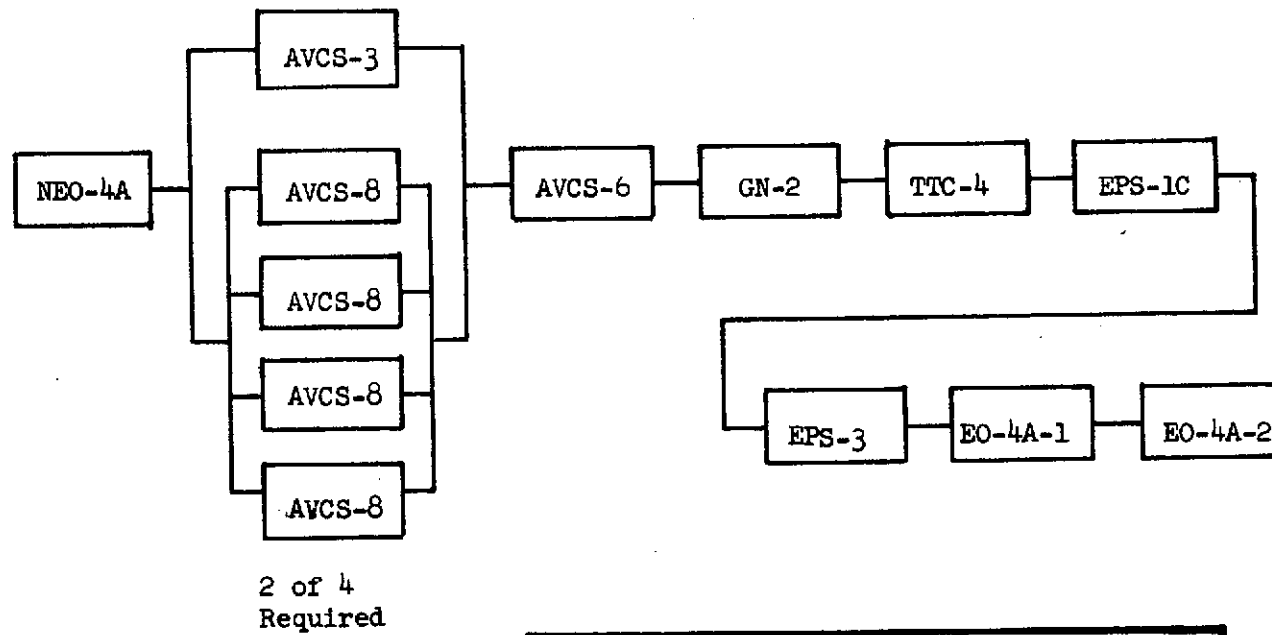 AVCS-3
NEO-4A
AVCS-8
AVCS-6
GN-2
TTC-4
EPS-1C
AVCS-8
AVCS-8
EPS-3
EO-4A-1
EO-4A-2
AVCS-8
2 of 4
Required